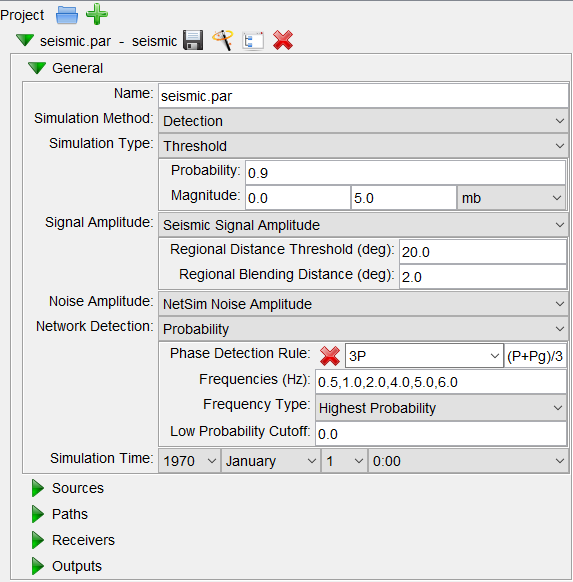 Project
seismic.par - seismic
General
Name: seismic.par
Simulation Method: Detection
Simulation Type: Threshold
Probability: 0.9
Magnitude: 0.0 5.0 mb
Signal Amplitude: Seismic Signal Amplitude
Regional Distance Threshold (deg): 20.0
Regional Blending Distance (deg): 2.0
Noise Amplitude: NetSim Noise Amplitude
Network Detection: Probability
Phase Detection Rule: 3P (P+Pg)/3
Frequencies (Hz): 0.5,1.0,2.0,4.0,5.0,6.0
Frequency Type: Highest Probability
Low Probability Cutoff: 0.0
Simulation Time: 1970 January 1 0:00
Sources
Paths
Receivers
Outputs